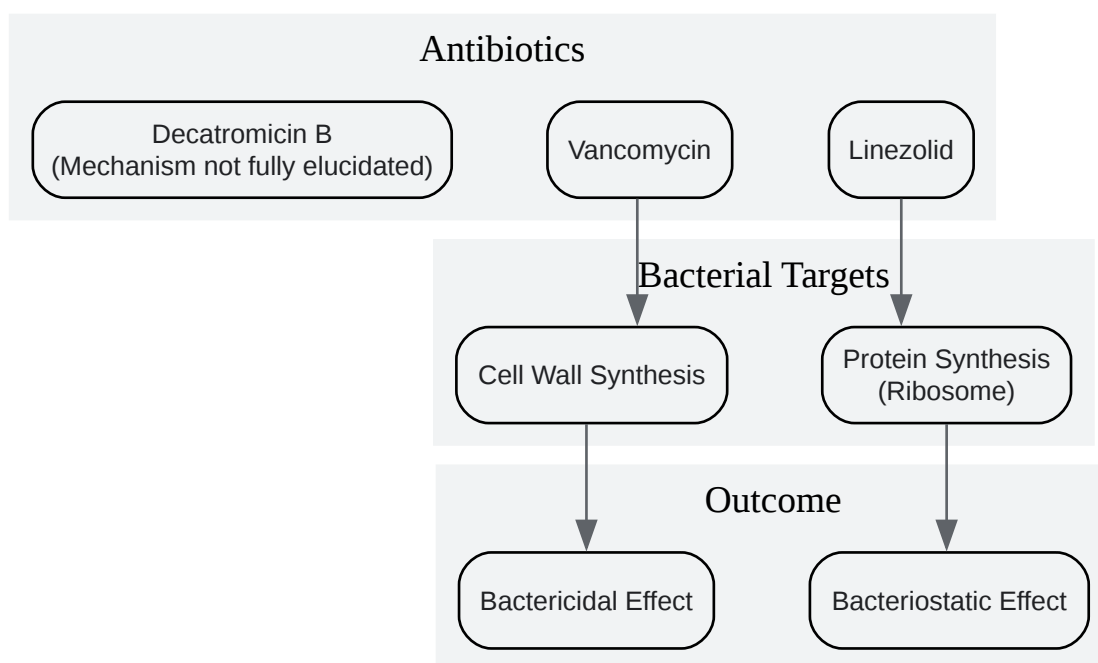 Antibiotics
Decatromicin B
(Mechanism not fully elucidated)
Vancomycin
Linezolid
Bacterial Targets
Cell Wall Synthesis
Protein Synthesis
(Ribosome)
Outcome
Bactericidal Effect
Bacteriostatic Effect